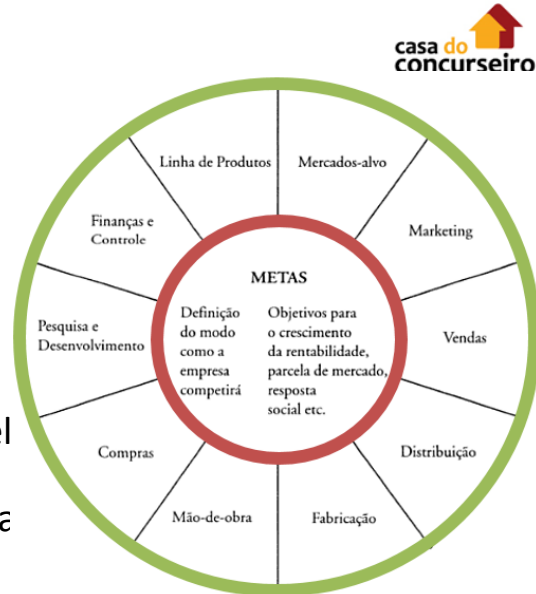 casa do
concurseiro
Linha de Produtos
Mercados-alvo
Marketing
Vendas
Distribuição
Fabricação
Mão-de-obra
Compras
Pesquisa e
Desenvolvimento
Finanças e
Controle
METAS
Definição
do modo
como a
empresa
competirá
Objetivos para
o crescimento
da rentabilidade,
parcela de mercado,
resposta
social etc.